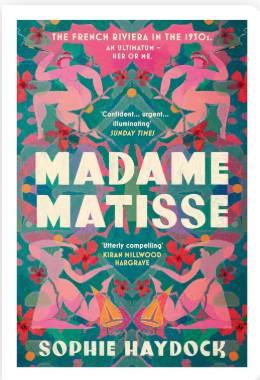 THE FRENCH RIVIERA IN THE 1930s.
AN ULTIMATUM –
HER OR ME.
'Confident... urgent...
illuminating'
SUNDAY TIMES
MADAME
MATISSE
'Utterly compelling'
KIRAN MILLWOOD
HARGRAVE
SOPHIE HAYDOCK